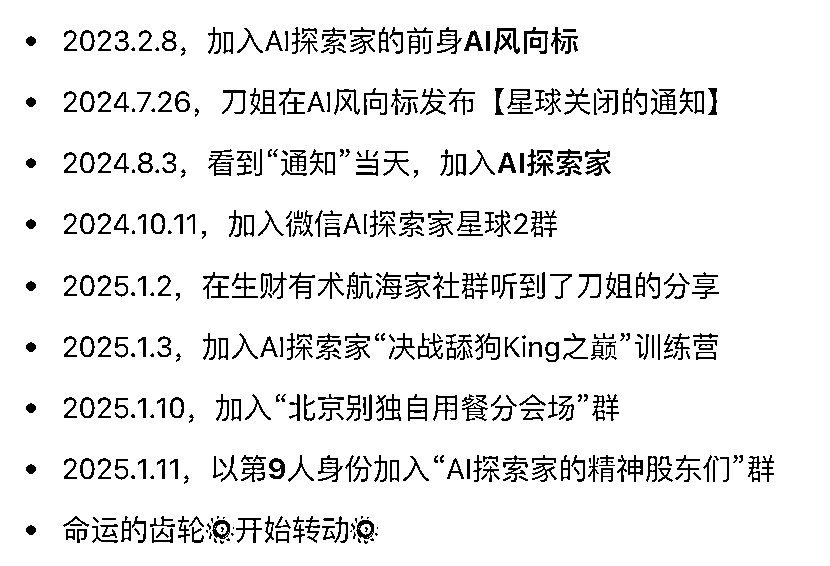 • 2023.2.8，加入AI探索家的前身AI风向标
• 2024.7.26，刀姐在AI风向标发布【星球关闭的通知】
• 2024.8.3，看到“通知”当天，加入AI探索家
• 2024.10.11，加入微信AI探索家星球2群
• 2025.1.2，在生财有术航海家社群听到了刀姐的分享
• 2025.1.3，加入AI探索家“决战舔狗King之巅”训练营
• 2025.1.10，加入“北京别独自用餐分会场”群
• 2025.1.11，以第9人身份加入“AI探索家的精神股东们”群
• 命运的齿轮⚙️开始转动⚙️